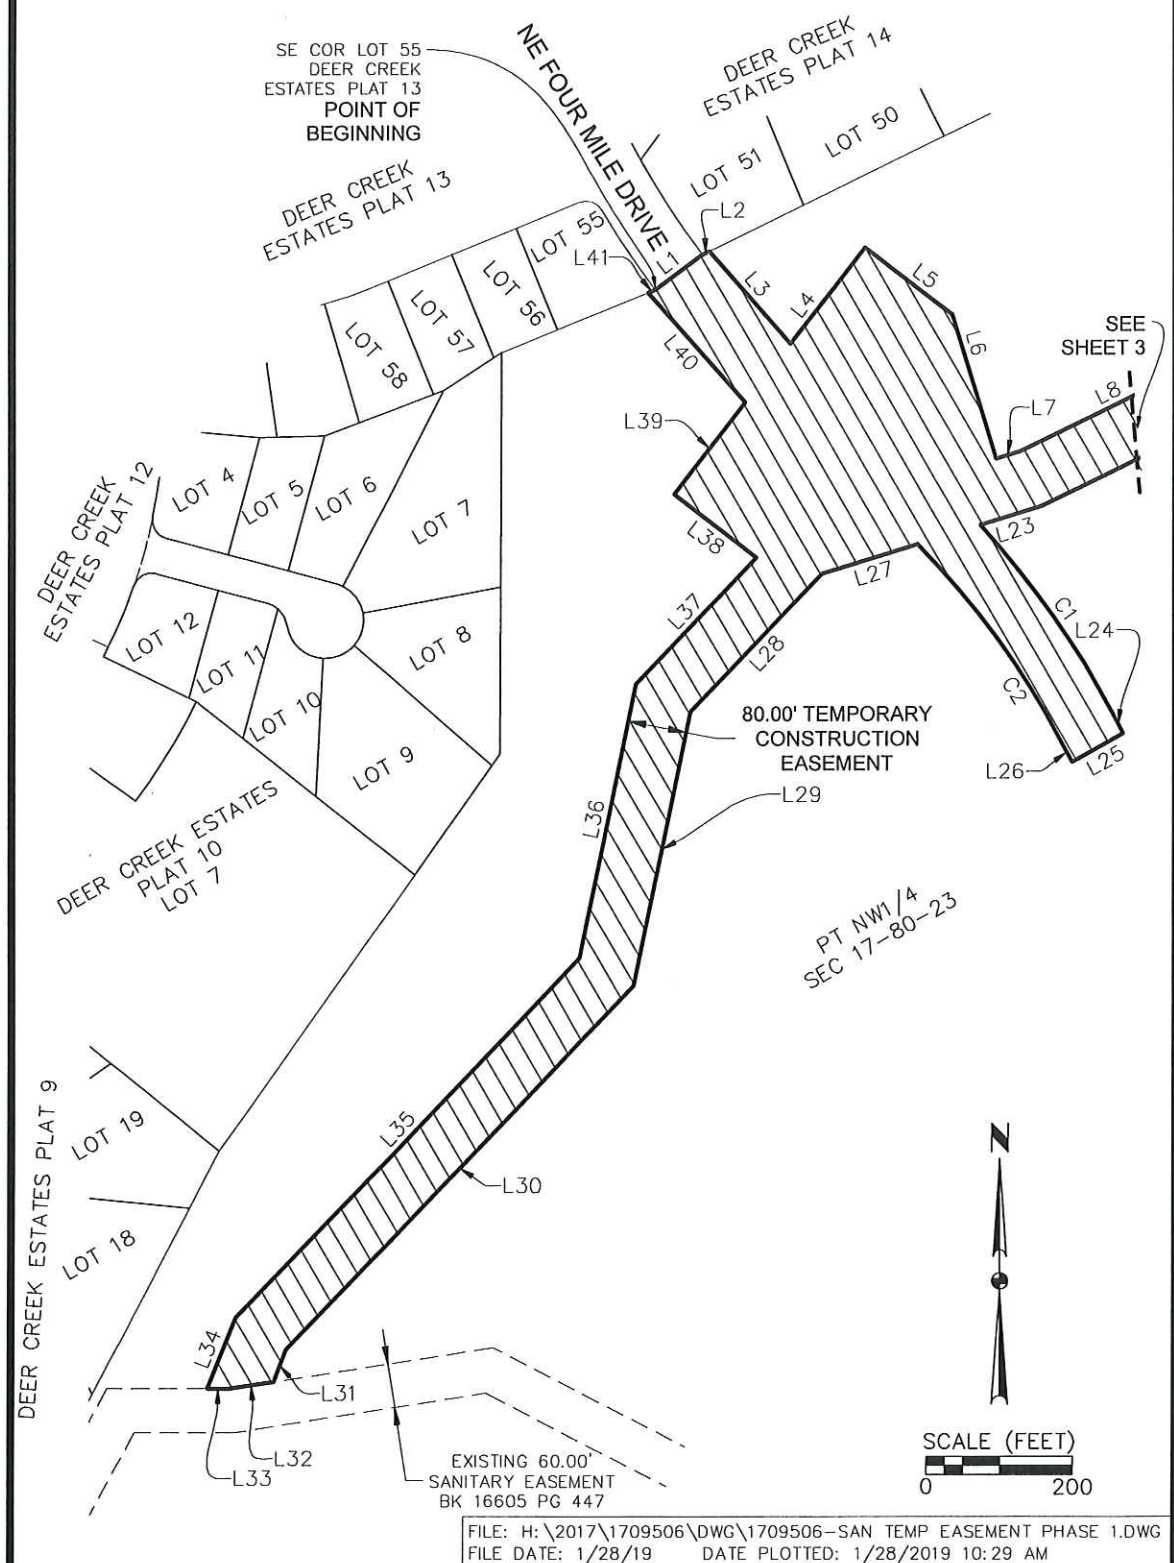 SE COR LOT 55
DEER CREEK
ESTATES PLAT 13
POINT OF
BEGINNING
NE FOUR MILE DRIVE
DEER CREEK
ESTATES PLAT 14
LOT 50
LOT 51
L2
DEER CREEK
ESTATES PLAT 13
LOT 55
L41
L1
LOT 56
LOT 57
LOT 58
L3
L4
L5
L6
SEE
SHEET 3
L40
L8
L7
L39
L23
L38
L27
DEER CREEK
ESTATES PLAT 12
LOT 4
LOT 5
LOT 6
LOT 7
LOT 8
LOT 12
LOT 11
LOT 10
LOT 9
L37
L28
C1
L24
C2
L26
L25
80.00' TEMPORARY
CONSTRUCTION
EASEMENT
L29
L36
DEER CREEK ESTATES
PLAT 10
LOT 7
PT NW1/4
SEC 17-80-23
DEER CREEK ESTATES PLAT 9
LOT 19
LOT 18
L35
L30
N
L34
L31
L32
L33
EXISTING 60.00'
SANITARY EASEMENT
BK 16605 PG 447
SCALE (FEET)
0 200
FILE: H:\2017\1709506\DWG\1709506-SAN TEMP EASEMENT PHASE 1.DWG
FILE DATE: 1/28/19 DATE PLOTTED: 1/28/2019 10:29 AM